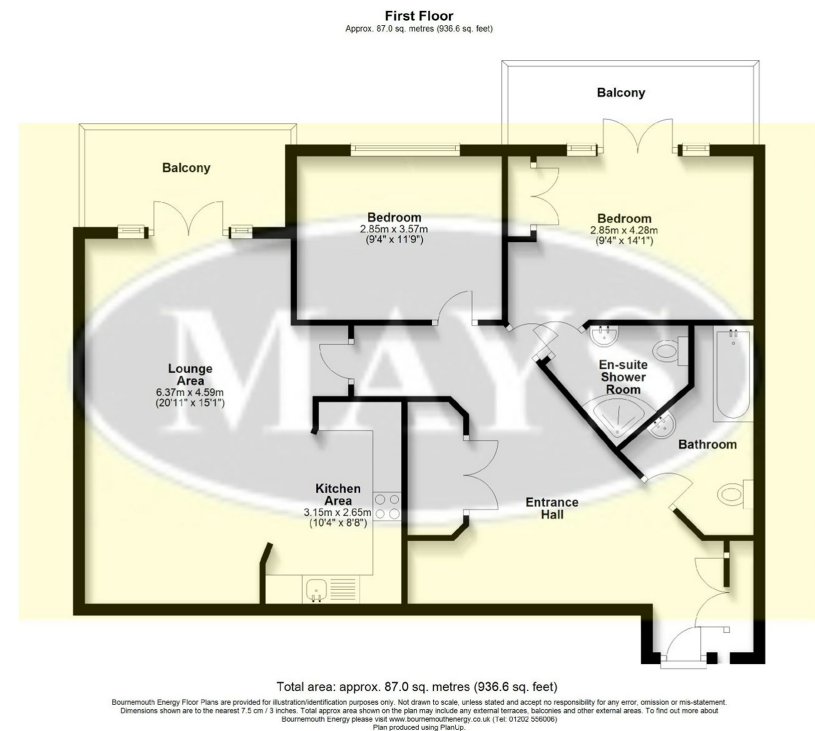 First Floor
Approx. 87.0 sq. metres (936.6 sq. feet)
Balcony
Balcony
Bedroom
2.85m x 3.57m
(9'4" x 11'9")
Bedroom
2.85m x 4.28m
(9'4" x 14'1")
MAYS
Lounge
Area
6.37m x 4.59m
(20'11" x 15'1")
En-suite
Shower
Room
Bathroom
Kitchen
Area
3.15m x 2.65m
(10'4" x 8'8")
Entrance
Hall
Total area: approx. 87.0 sq. metres (936.6 sq. feet)
Bournemouth Energy Floor Plans are provided for illustration/identification purposes only. Not drawn to scale, unless stated and accept no responsibility for any error, omission or mis-statement.
Dimensions shown are to the nearest 7.5 cm / 3 inches. Total approx area shown on the plan may include any external terraces, balconies and other external areas. To find out more about
Bournemouth Energy please visit www.bournemouthenergy.co.uk (Tel: 01202 556006)
Plan produced using PlanUp.